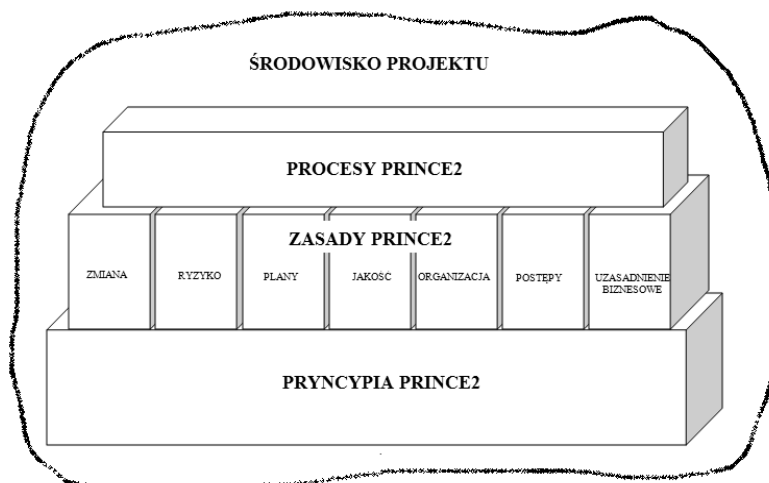 ŚRODOWISKO PROJEKTU
PROCESY PRINCE2
ZASADY PRINCE2
ZMIANA
RYZYKO
PLANY
JAKOŚĆ
ORGANIZACJA
POSTĘPY
UZASADNIENIE
BIZNESOWE
PRYNCYPIA PRINCE2